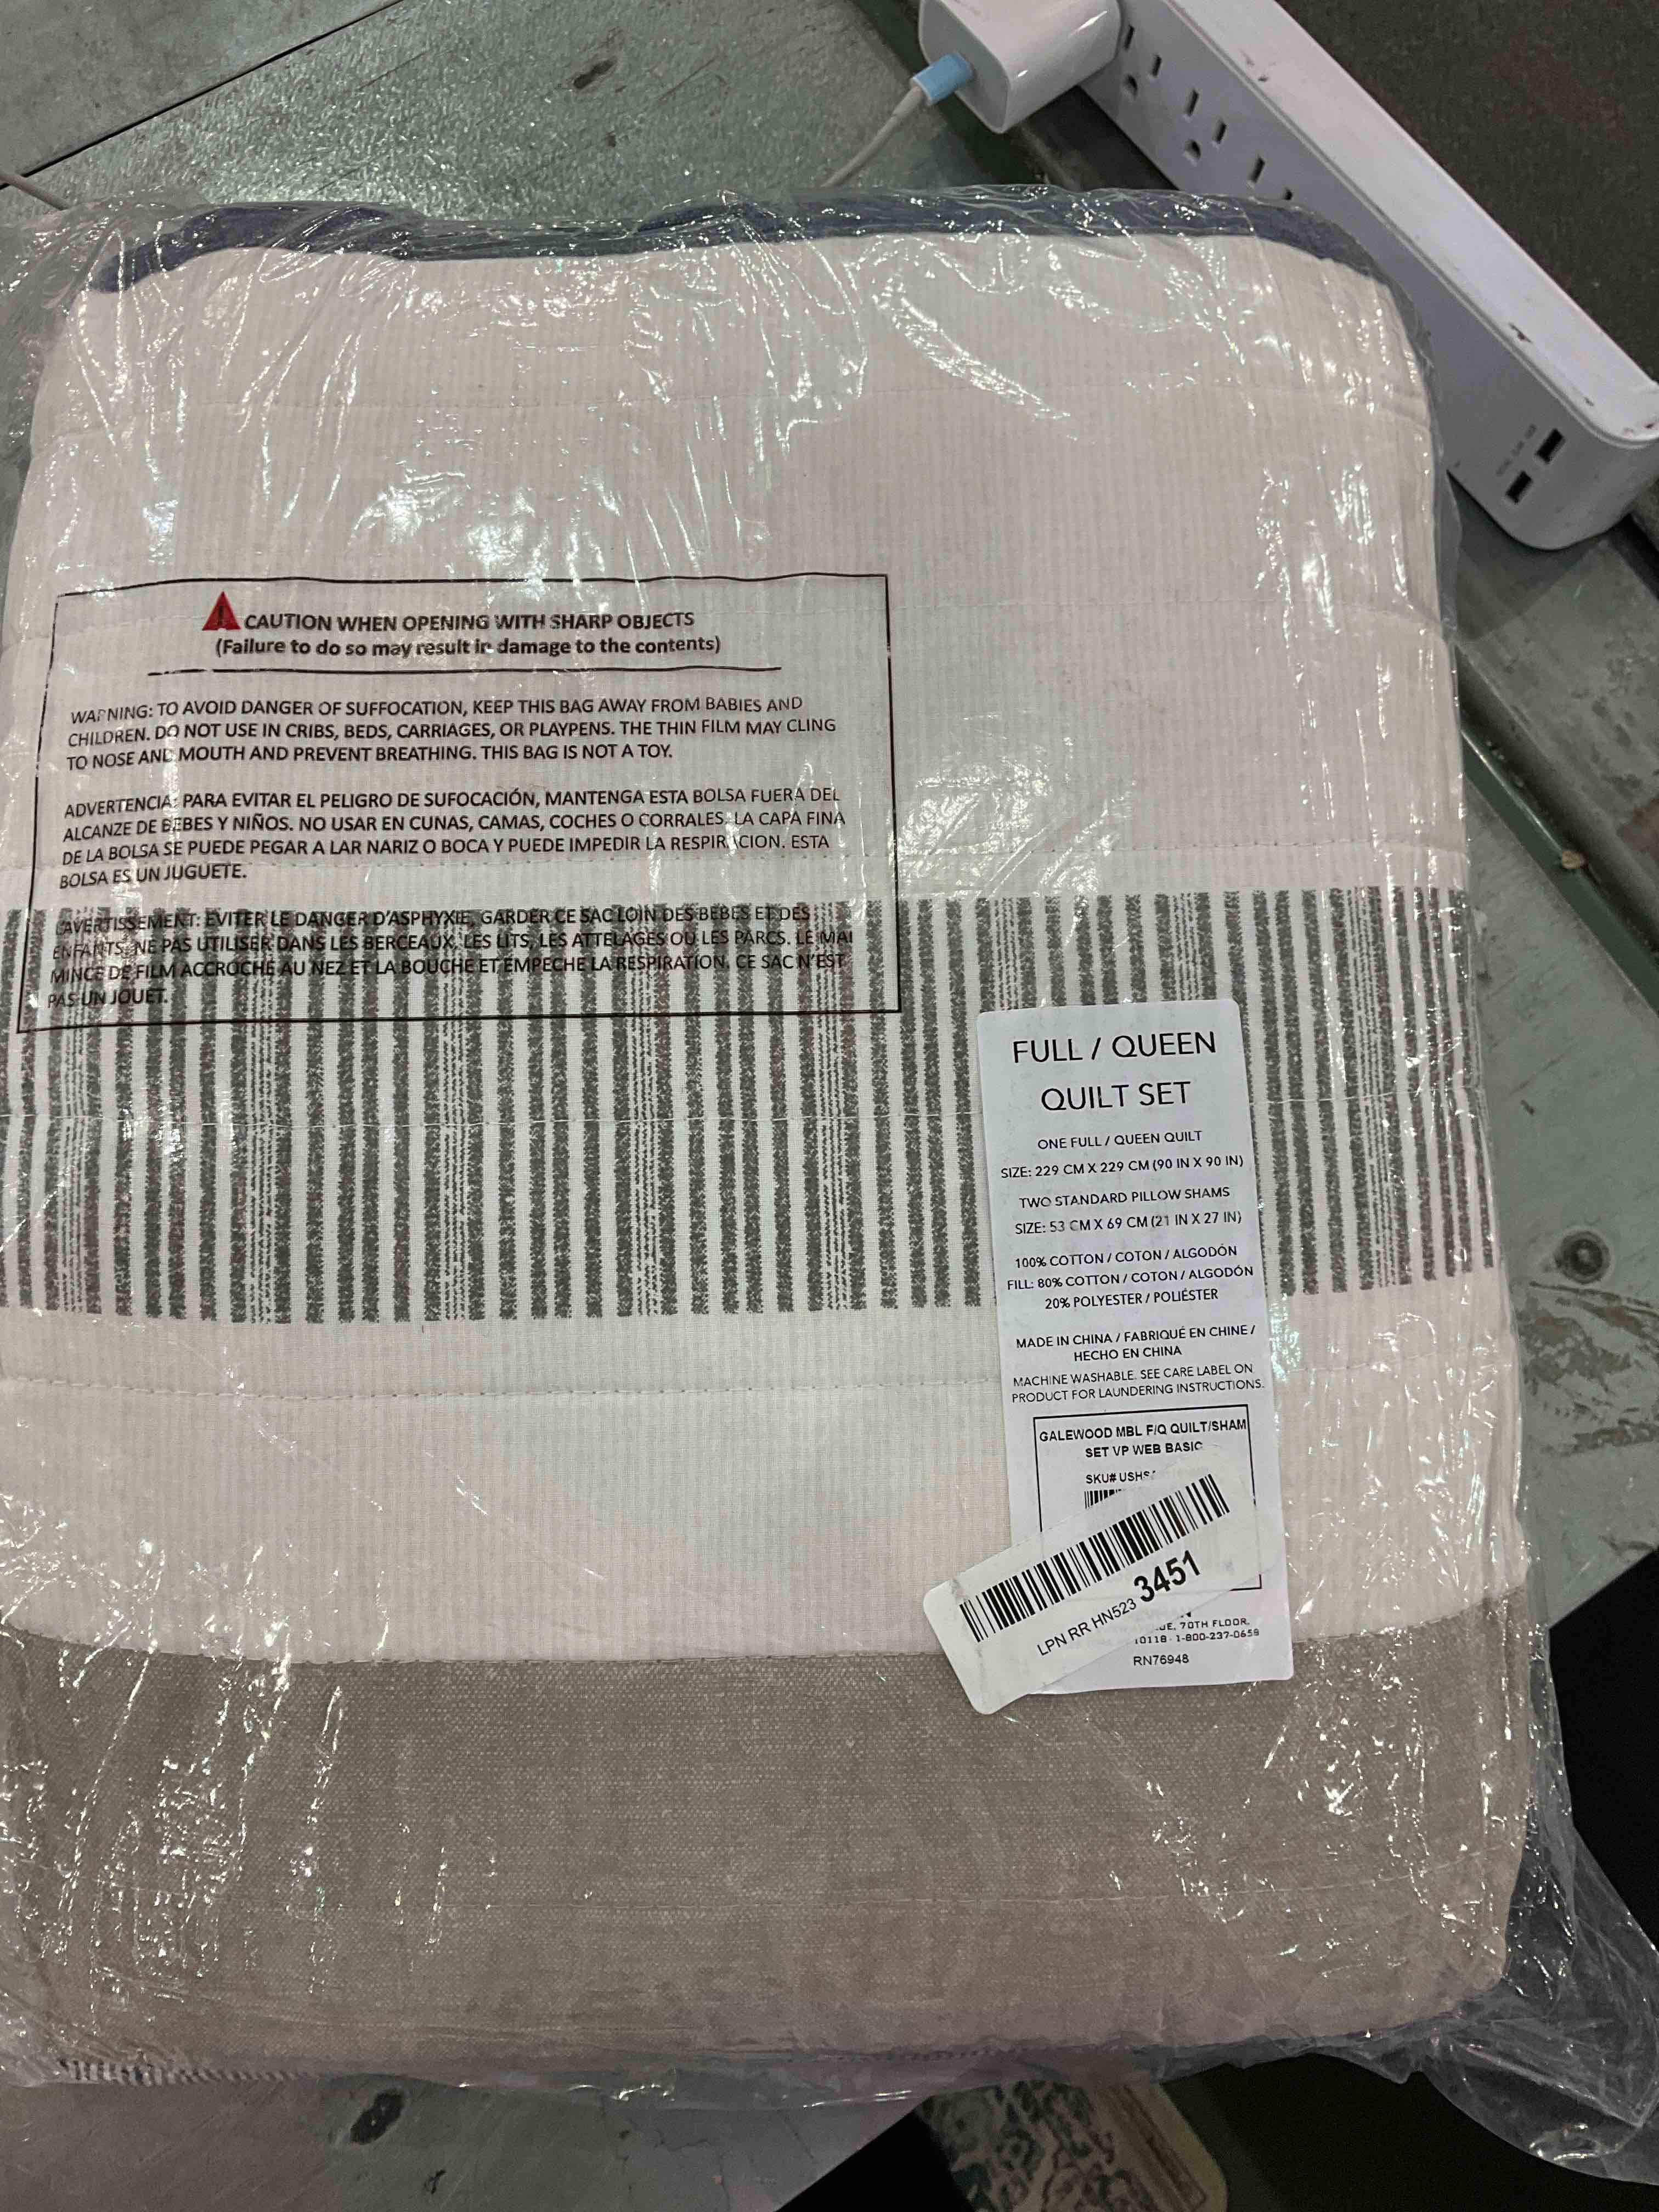 CAUTION WHEN OPENING WITH SHARP OBJECTS
(Failure to do so may result in damage to the contents)
WARNING: TO AVOID DANGER OF SUFFOCATION, KEEP THIS BAG AWAY FROM BABIES AND
CHILDREN. DO NOT USE IN CRIBS, BEDS, CARRIAGES, OR PLAYPENS. THE THIN FILM MAY CLING
TO NOSE AND MOUTH AND PREVENT BREATHING. THIS BAG IS NOT A TOY.
ADVERTENCIA: PARA EVITAR EL PELIGRO DE SUFOCACIÓN, MANTENGA ESTA BOLSA FUERA DEL
ALCANZE DE BEBES Y NIÑOS. NO USAR EN CUNAS, CAMAS, COCHES O CORRALES. LA CAPA FINA
DE LA BOLSA SE PUEDE PEGAR A LAR NARIZ O BOCA Y PUEDE IMPEDIR LA RESPIRACION. ESTA
BOLSA ES UN JUGUETE.
L'AVERTISSEMENT: EVITER LE DANGER D'ASPHYXIE, GARDER CE SAC LOIN DES BEBES ET DES
ENFANTS. NE PAS UTILISER DANS LES BERCEAUX, LES LITS, LES ATTELAGES OU LES PARCS. LE MAI
MINCE DE FILM ACCROCHE AU NEZ ET LA BOUCHE ET EMPECHE LA RESPIRATION. CE SAC N'EST
PAS UN JOUET.
FULL / QUEEN
QUILT SET
ONE FULL / QUEEN QUILT
SIZE: 229 CM X 229 CM (90 IN X 90 IN)
TWO STANDARD PILLOW SHAMS
SIZE: 53 CM X 69 CM (21 IN X 27 IN)
100% COTTON / COTON / ALGODÓN
FILL: 80% COTTON / COTON / ALGODÓN
20% POLYESTER / POLIÉSTER
MADE IN CHINA / FABRIQUÉ EN CHINE /
HECHO EN CHINA
MACHINE WASHABLE. SEE CARE LABEL ON
PRODUCT FOR LAUNDERING INSTRUCTIONS.
GALEWOOD MBL F/Q QUILT/SHAM
SET VP WEB BASIC
SKU# USHS
LPN RR HN523 3451
70TH FLOOR,
10118 · 1-800-237-0658
RN76948